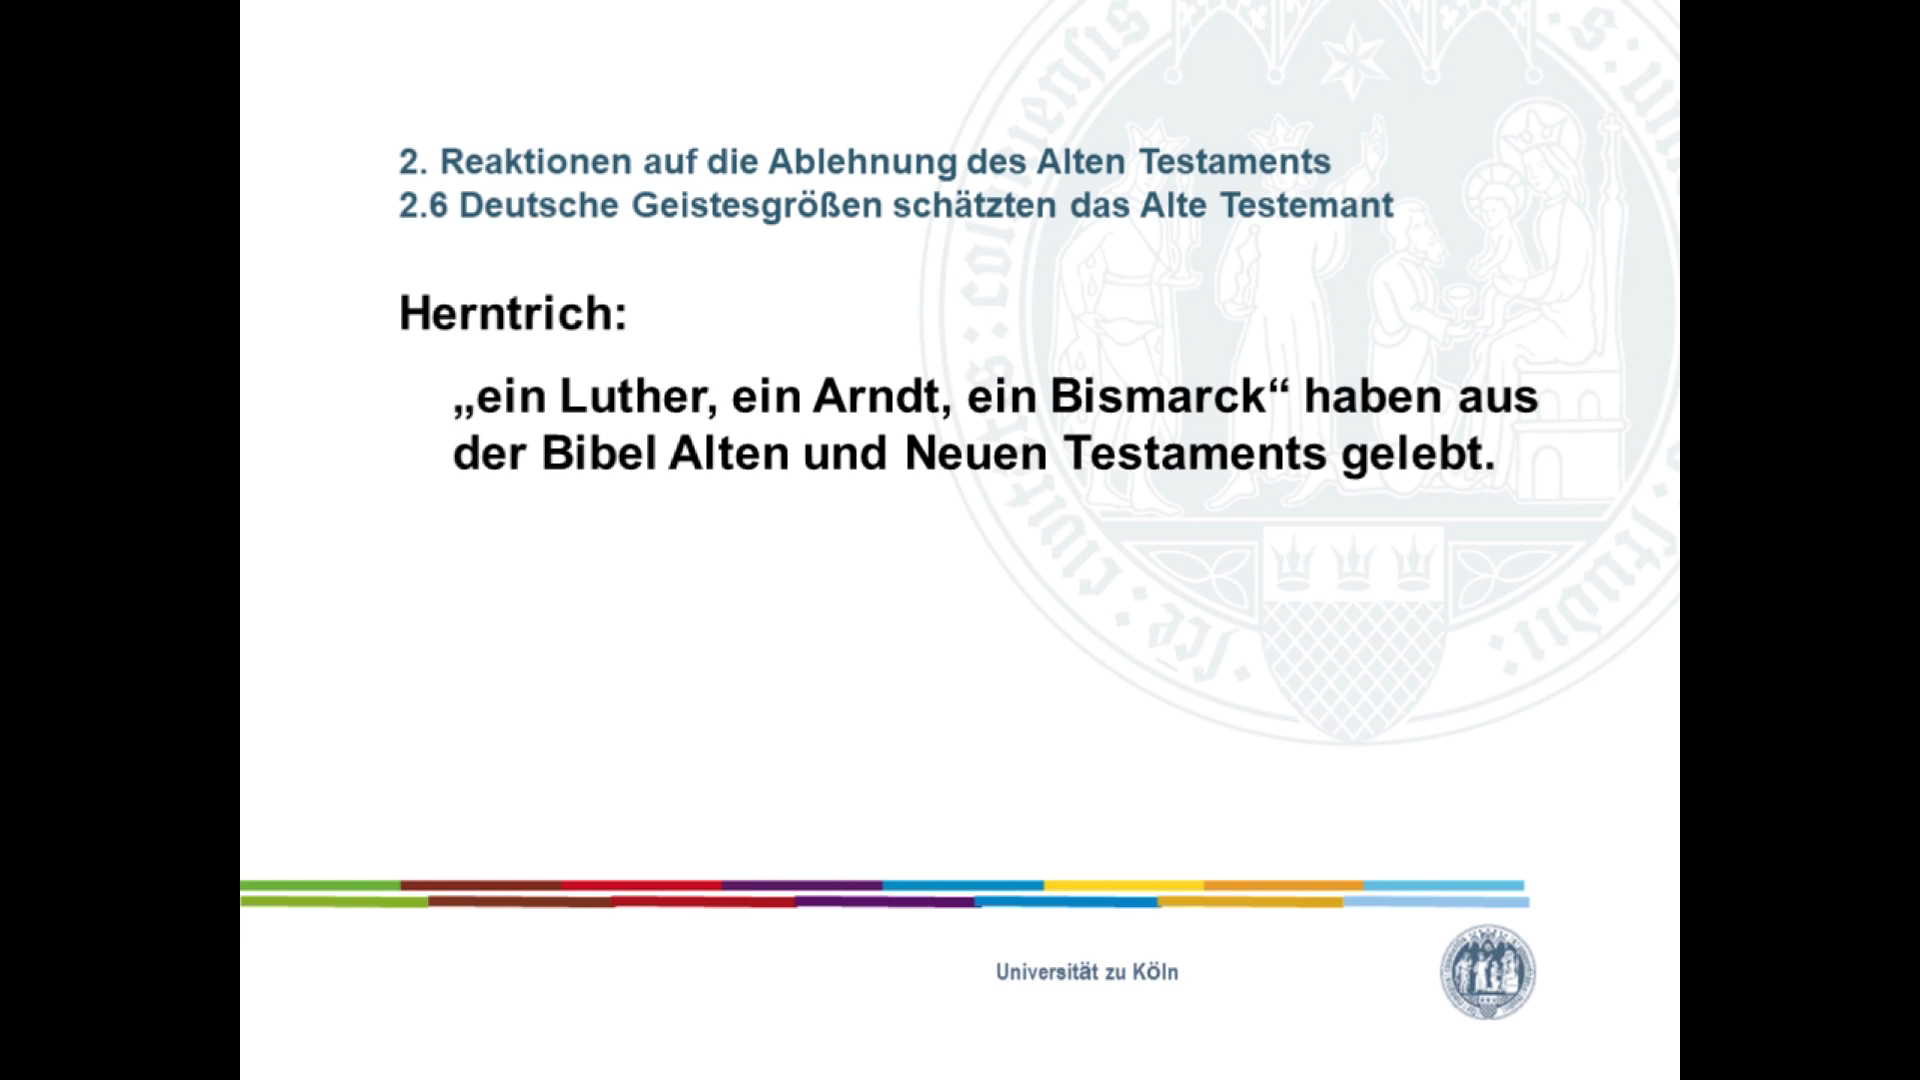 2. Reaktionen auf die Ablehnung des Alten Testaments
2.6 Deutsche Geistesgrößen schätzten das Alte Testemant
Herntrich:
„ein Luther, ein Arndt, ein Bismarck“ haben aus
der Bibel Alten und Neuen Testaments gelebt.
Universität zu Köln